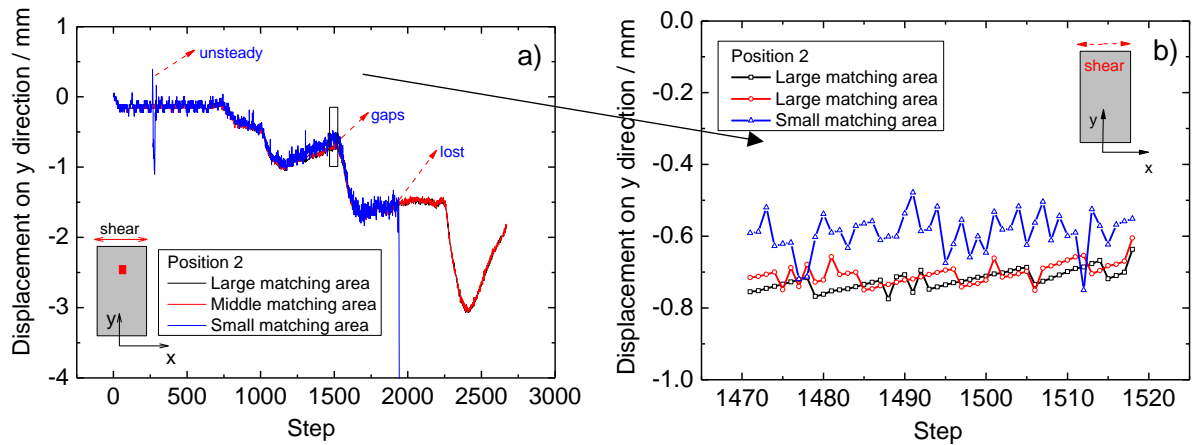 a)
Displacement on y direction / mm
1
0
-1
-2
-3
-4
unsteady
gaps
lost
shear
y
x
Position 2
Large matching area
Middle matching area
Small matching area
0 500 1000 1500 2000 2500 3000
Step
b)
Displacement on y direction / mm
0.0
-0.2
-0.4
-0.6
-0.8
-1.0
Position 2
Large matching area
Large matching area
Small matching area
shear
y
x
1470 1480 1490 1500 1510 1520
Step